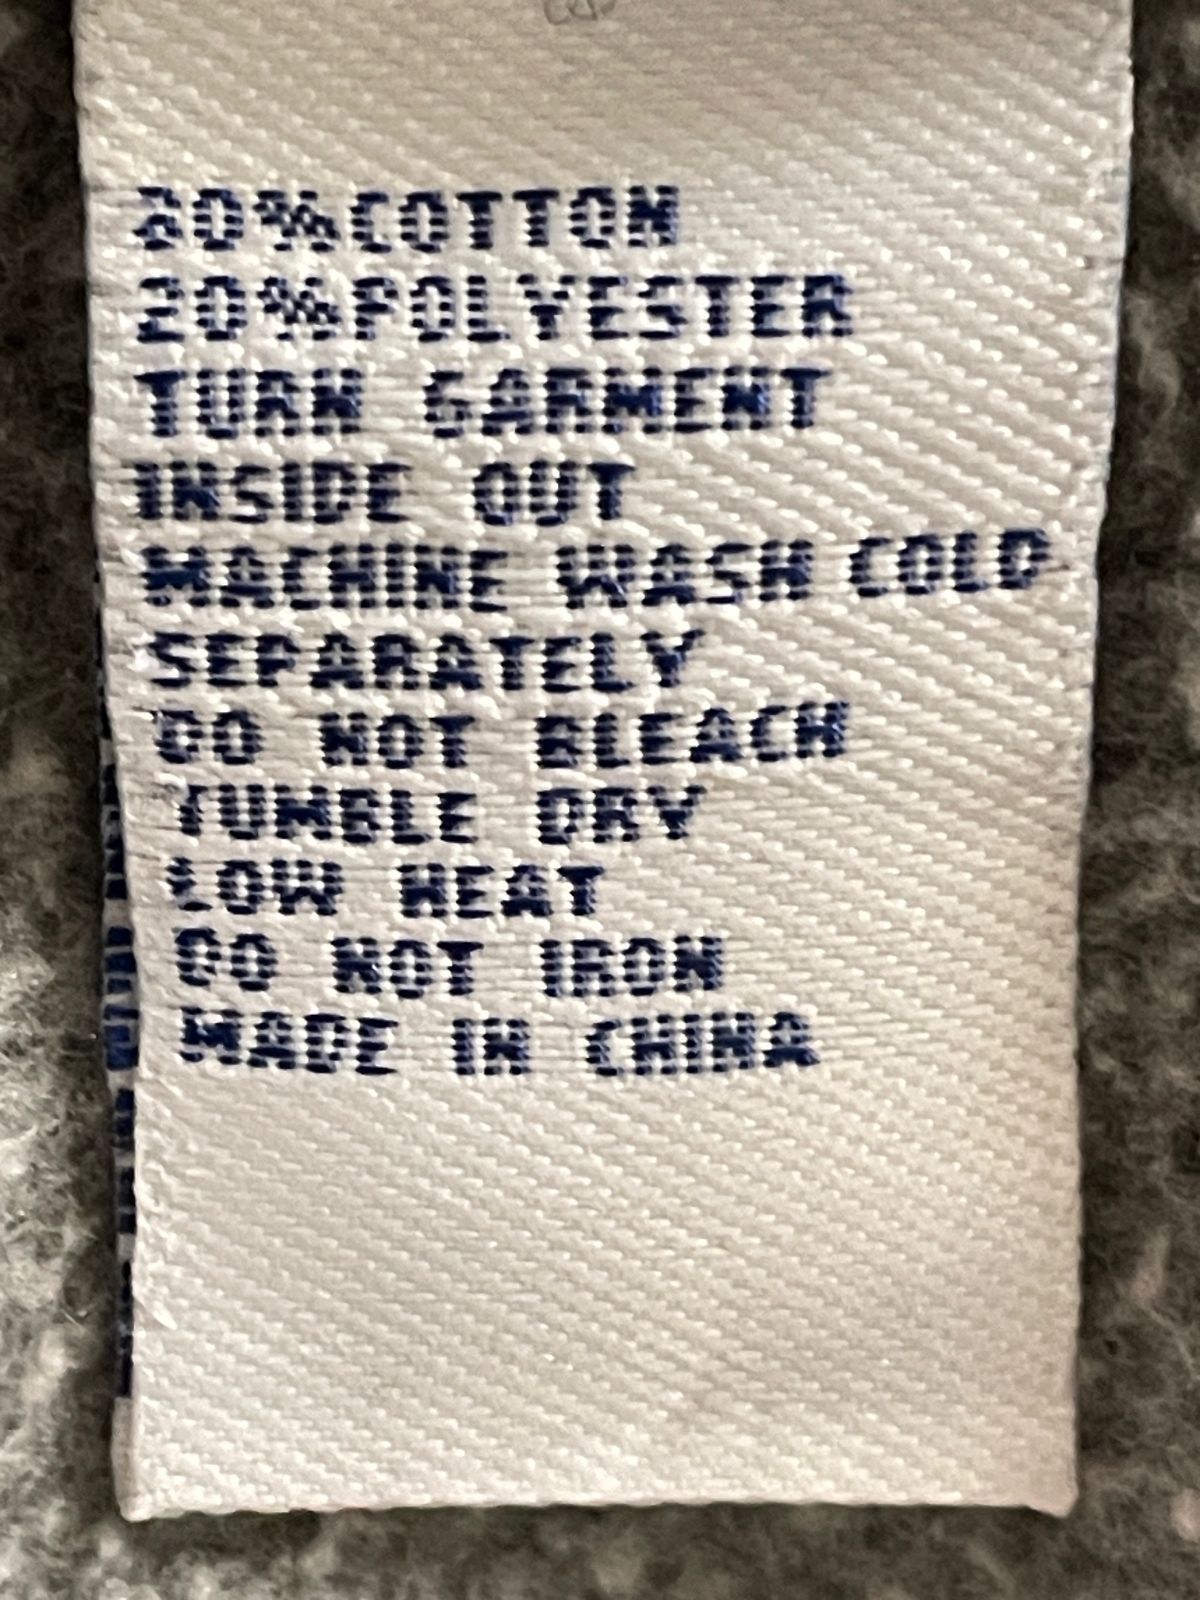 80%COTTON
20%POLYESTER
TURN GARMENT
INSIDE OUT
MACHINE WASH COLD
SEPARATELY
DO NOT BLEACH
TUMBLE DRY
LOW HEAT
DO NOT IRON
MADE IN CHINA